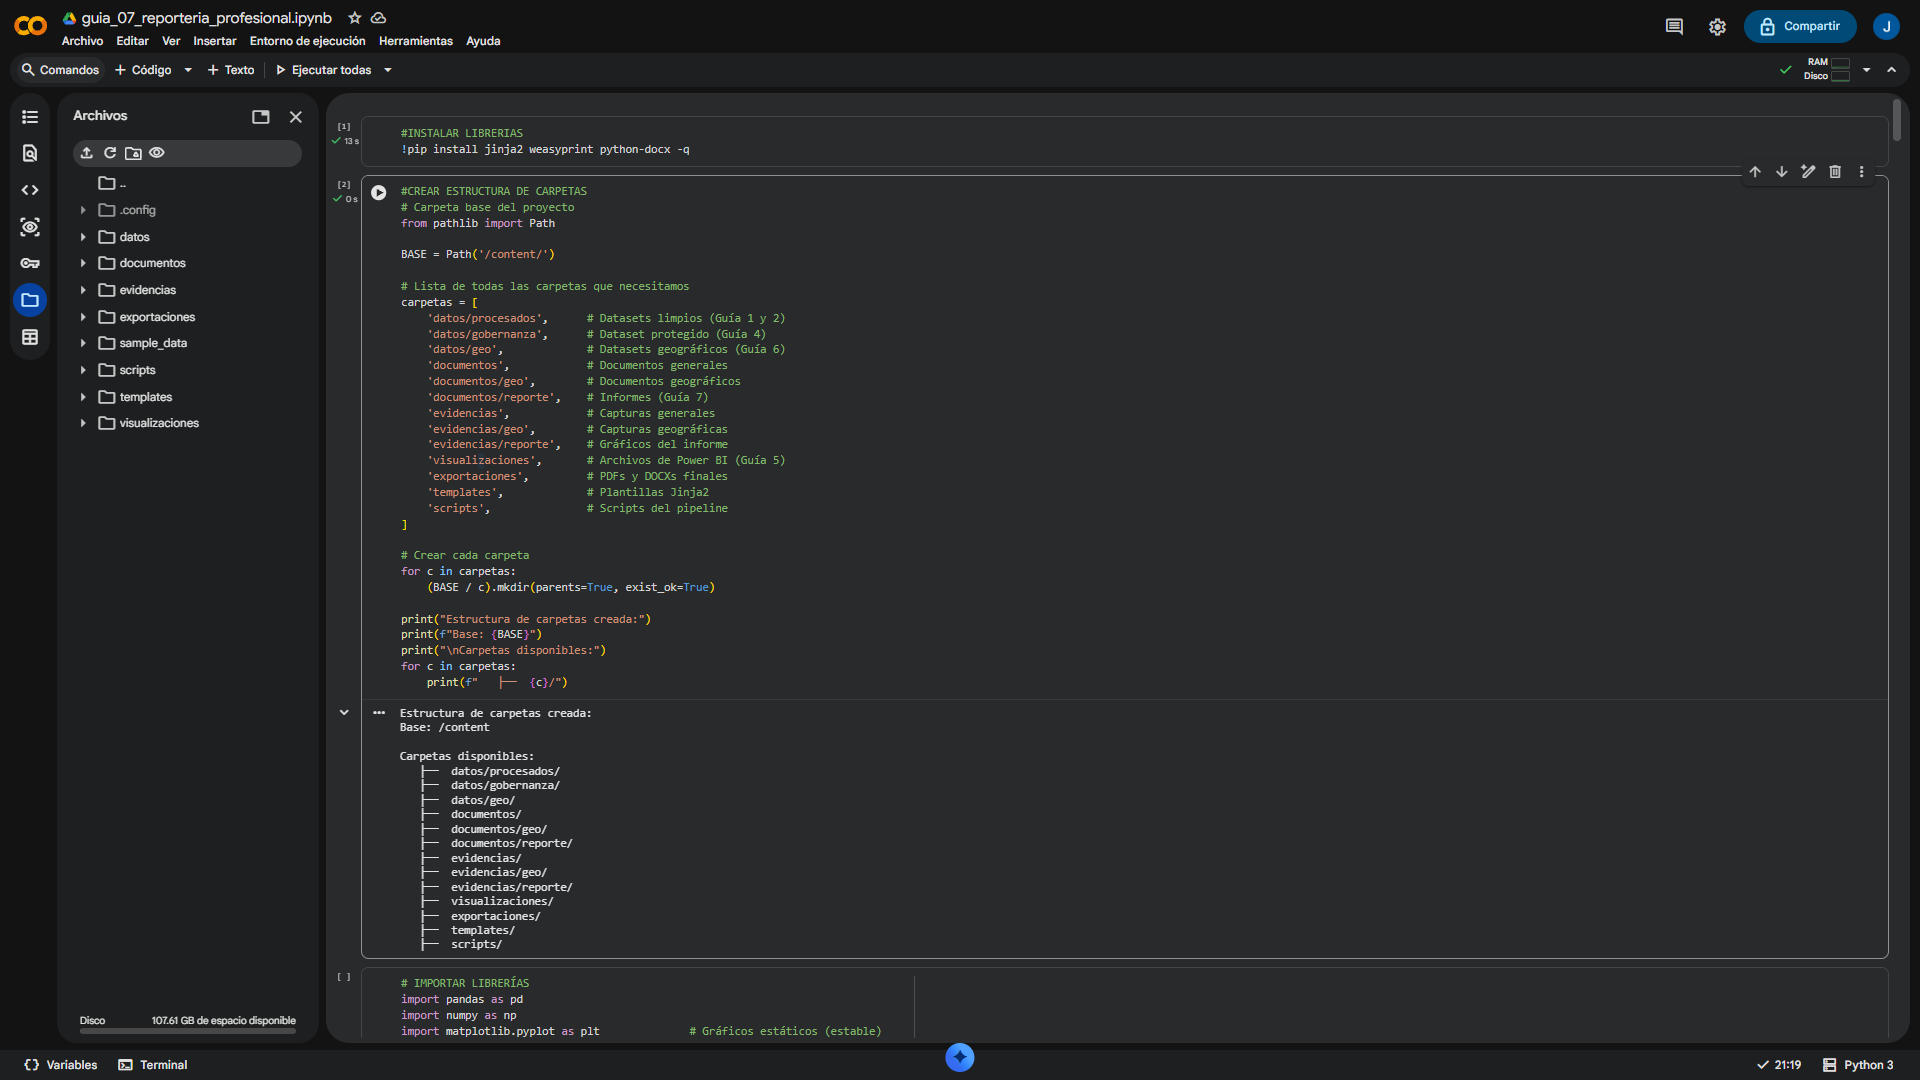 guia_07_reporteria_profesional.ipynb
Archivo Editar Ver Insertar Entorno de ejecución Herramientas Ayuda
Compartir
J
Comandos + Código + Texto Ejecutar todas
RAM
Disco
Archivos
..
.config
datos
documentos
evidencias
exportaciones
sample_data
scripts
templates
visualizaciones
Disco 107.61 GB de espacio disponible
[1]
13 s
#INSTALAR LIBRERIAS
!pip install jinja2 weasyprint python-docx -q
[2]
0 s
#CREAR ESTRUCTURA DE CARPETAS
# Carpeta base del proyecto
from pathlib import Path
BASE = Path('/content/')
# Lista de todas las carpetas que necesitamos
carpetas = [
'datos/procesados', # Datasets limpios (Guía 1 y 2)
'datos/gobernanza', # Dataset protegido (Guía 4)
'datos/geo', # Datasets geográficos (Guía 6)
'documentos', # Documentos generales
'documentos/geo', # Documentos geográficos
'documentos/reporte', # Informes (Guía 7)
'evidencias', # Capturas generales
'evidencias/geo', # Capturas geográficas
'evidencias/reporte', # Gráficos del informe
'visualizaciones', # Archivos de Power BI (Guía 5)
'exportaciones', # PDFs y DOCXs finales
'templates', # Plantillas Jinja2
'scripts', # Scripts del pipeline
]
# Crear cada carpeta
for c in carpetas:
(BASE / c).mkdir(parents=True, exist_ok=True)
print("Estructura de carpetas creada:")
print(f"Base: {BASE}")
print("\nCarpetas disponibles:")
for c in carpetas:
print(f"   ├──  {c}/")
Estructura de carpetas creada:
Base: /content
Carpetas disponibles:
├── datos/procesados/
├── datos/gobernanza/
├── datos/geo/
├── documentos/
├── documentos/geo/
├── documentos/reporte/
├── evidencias/
├── evidencias/geo/
├── evidencias/reporte/
├── visualizaciones/
├── exportaciones/
├── templates/
├── scripts/
[ ]
# IMPORTAR LIBRERÍAS
import pandas as pd
import numpy as np
import matplotlib.pyplot as plt # Gráficos estáticos (estable)
Variables Terminal
21:19 Python 3